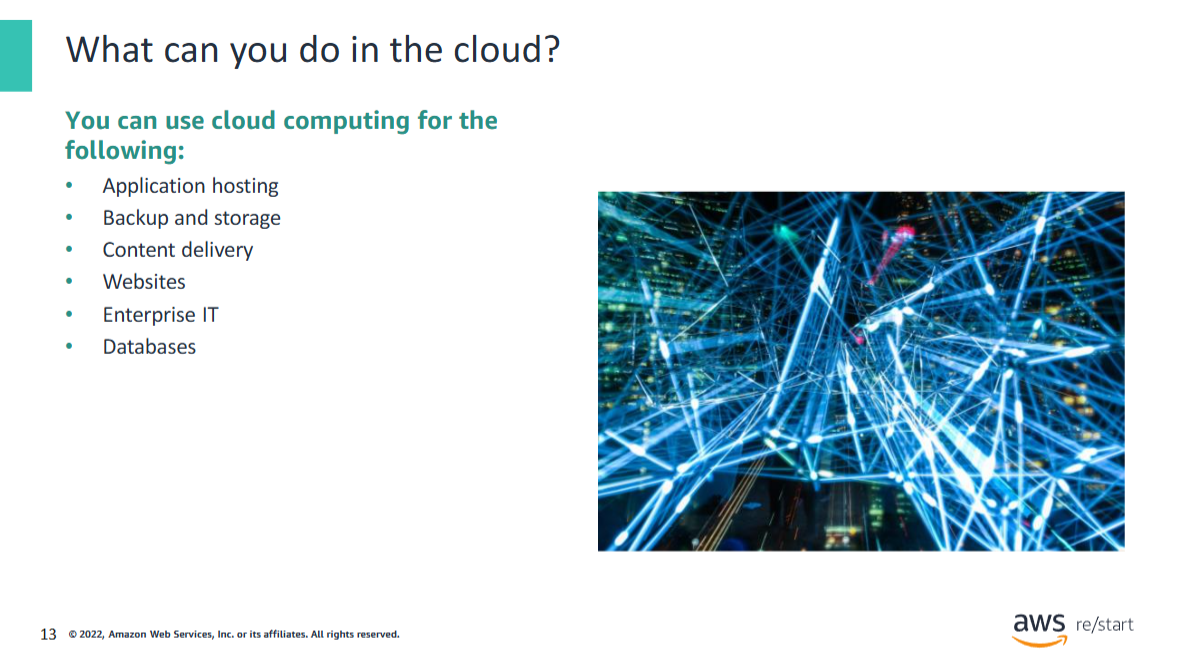 What can you do in the cloud?
You can use cloud computing for the
following:
• Application hosting
• Backup and storage
• Content delivery
• Websites
• Enterprise IT
• Databases
13 © 2022, Amazon Web Services, Inc. or its affiliates. All rights reserved.
aws re/start